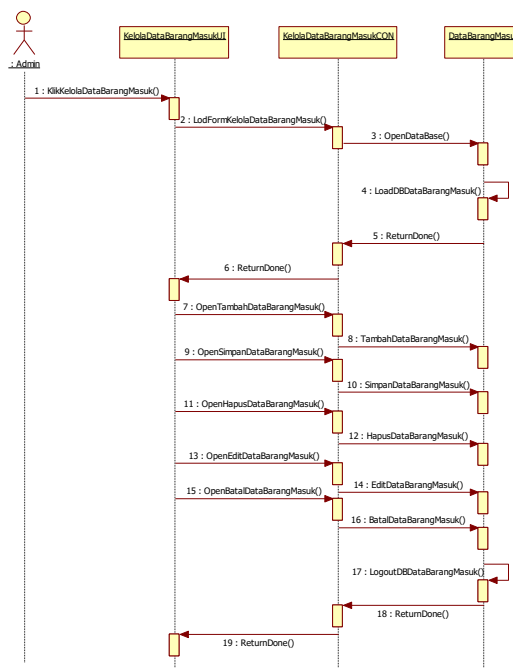 KelolaDataBarangMasukUI
KelolaDataBarangMasukCON
DataBarangMasu
: Admin
1 : KlikKelolaDataBarangMasuk()
2 : LodFormKelolaDataBarangMasuk()
3 : OpenDataBase()
4 : LoadDBDataBarangMasuk()
5 : ReturnDone()
6 : ReturnDone()
7 : OpenTambahDataBarangMasuk()
8 : TambahDataBarangMasuk()
9 : OpenSimpanDataBarangMasuk()
10 : SimpanDataBarangMasuk()
11 : OpenHapusDataBarangMasuk()
12 : HapusDataBarangMasuk()
13 : OpenEditDataBarangMasuk()
14 : EditDataBarangMasuk()
15 : OpenBatalDataBarangMasuk()
16 : BatalDataBarangMasuk()
17 : LogoutDBDataBarangMasuk()
18 : ReturnDone()
19 : ReturnDone()